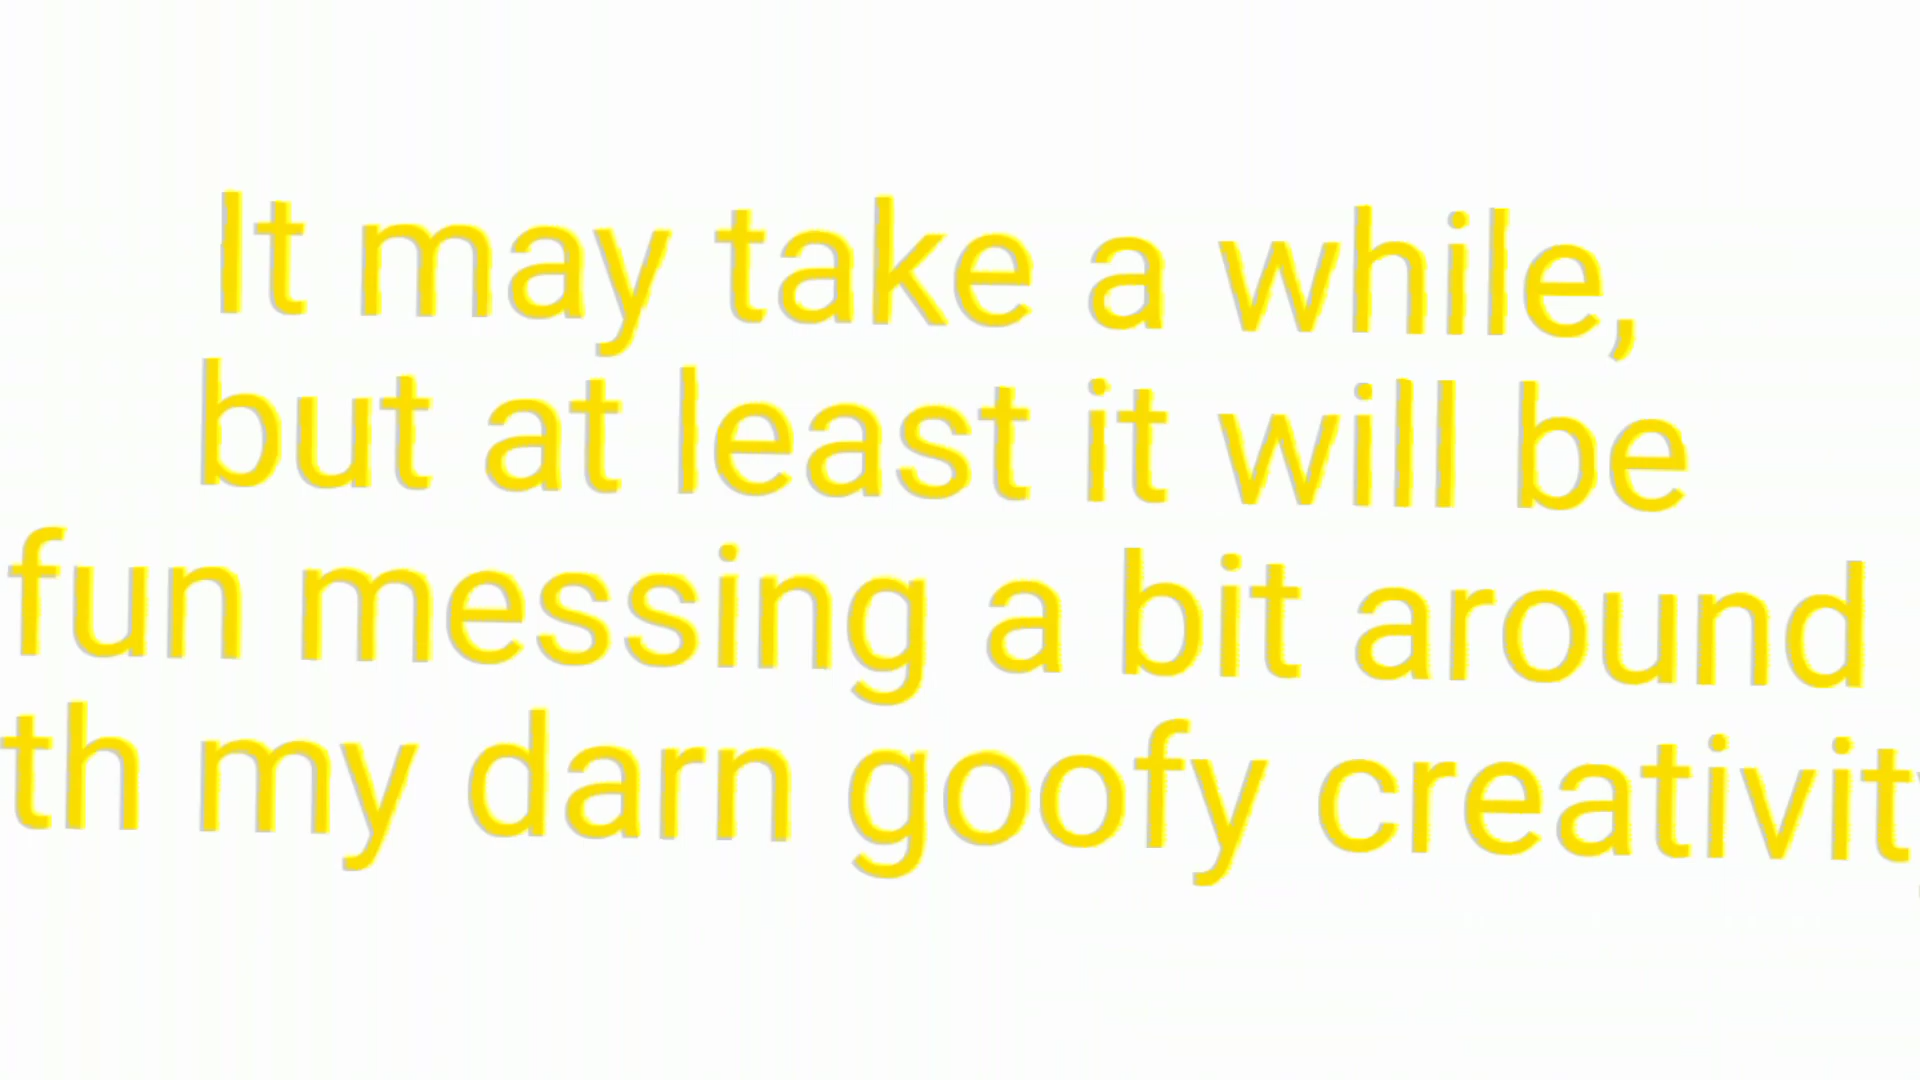 It may take a while,
but at least it will be
fun messing a bit around
th my darn goofy creativit